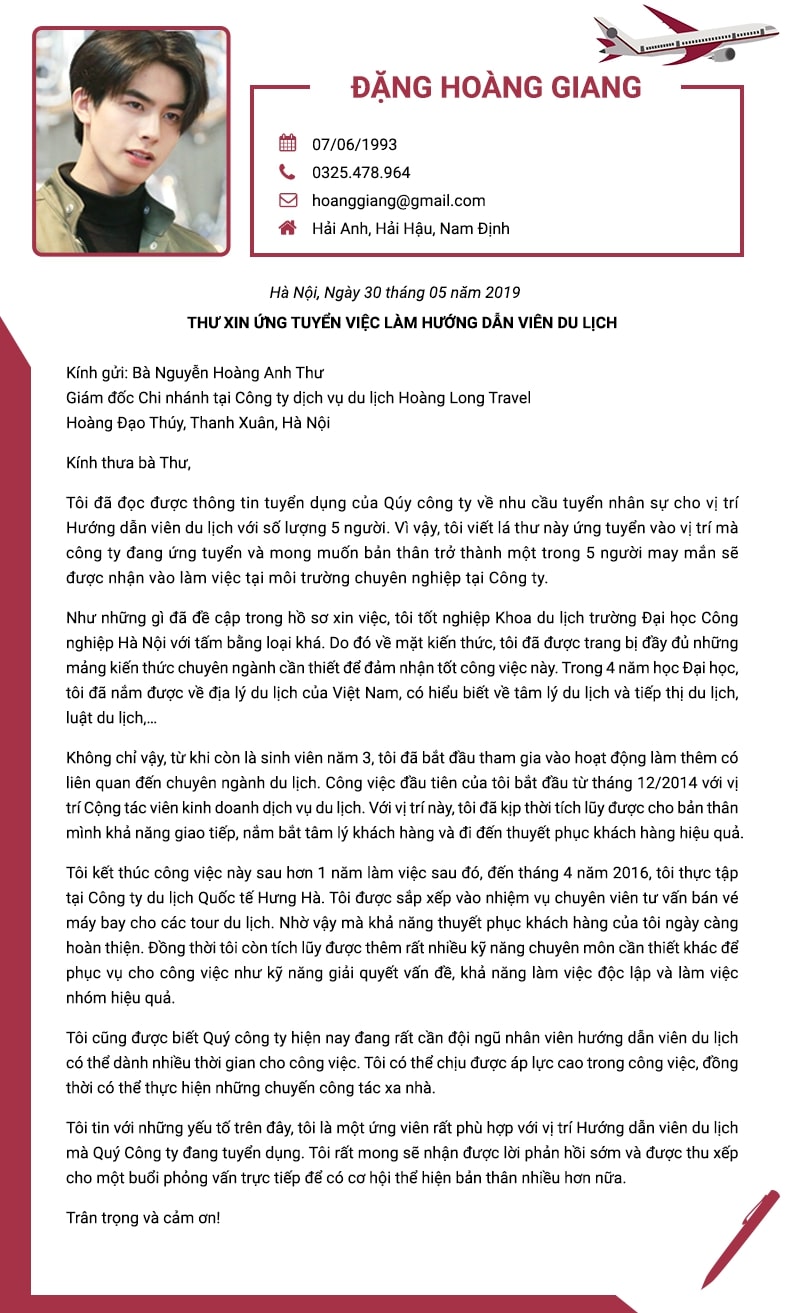 ĐẶNG HOÀNG GIANG
07/06/1993
0325.478.964
hoanggiang@gmail.com
Hải Anh, Hải Hậu, Nam Định
Hà Nội, Ngày 30 tháng 05 năm 2019
THƯ XIN ỨNG TUYỂN VIỆC LÀM HƯỚNG DẪN VIÊN DU LỊCH
Kính gửi: Bà Nguyễn Hoàng Anh Thư
Giám đốc Chi nhánh tại Công ty dịch vụ du lịch Hoàng Long Travel
Hoàng Đạo Thúy, Thanh Xuân, Hà Nội
Kính thưa bà Thư,
Tôi đã đọc được thông tin tuyển dụng của Qúy công ty về nhu cầu tuyển nhân sự cho vị trí
Hướng dẫn viên du lịch với số lượng 5 người. Vì vậy, tôi viết lá thư này ứng tuyển vào vị trí mà
công ty đang ứng tuyển và mong muốn bản thân trở thành một trong 5 người may mắn sẽ
được nhận vào làm việc tại môi trường chuyên nghiệp tại Công ty.
Như những gì đã đề cập trong hồ sơ xin việc, tôi tốt nghiệp Khoa du lịch trường Đại học Công
nghiệp Hà Nội với tấm bằng loại khá. Do đó về mặt kiến thức, tôi đã được trang bị đầy đủ những
mảng kiến thức chuyên ngành cần thiết để đảm nhận tốt công việc này. Trong 4 năm học Đại học,
tôi đã nắm được về địa lý du lịch của Việt Nam, có hiểu biết về tâm lý du lịch và tiếp thị du lịch,
luật du lịch,...
Không chỉ vậy, từ khi còn là sinh viên năm 3, tôi đã bắt đầu tham gia vào hoạt động làm thêm có
liên quan đến chuyên ngành du lịch. Công việc đầu tiên của tôi bắt đầu từ tháng 12/2014 với vị
trí Cộng tác viên kinh doanh dịch vụ du lịch. Với vị trí này, tôi đã kịp thời tích lũy được cho bản thân
mình khả năng giao tiếp, nắm bắt tâm lý khách hàng và đi đến thuyết phục khách hàng hiệu quả.
Tôi kết thúc công việc này sau hơn 1 năm làm việc sau đó, đến tháng 4 năm 2016, tôi thực tập
tại Công ty du lịch Quốc tế Hưng Hà. Tôi được sắp xếp vào nhiệm vụ chuyên viên tư vấn bán vé
máy bay cho các tour du lịch. Nhờ vậy mà khả năng thuyết phục khách hàng của tôi ngày càng
hoàn thiện. Đồng thời tôi còn tích lũy được thêm rất nhiều kỹ năng chuyên môn cần thiết khác để
phục vụ cho công việc như kỹ năng giải quyết vấn đề, khả năng làm việc độc lập và làm việc
nhóm hiệu quả.
Tôi cũng được biết Quý công ty hiện nay đang rất cần đội ngũ nhân viên hướng dẫn viên du lịch
có thể dành nhiều thời gian cho công việc. Tôi có thể chịu được áp lực cao trong công việc, đồng
thời có thể thực hiện những chuyến công tác xa nhà.
Tôi tin với những yếu tố trên đây, tôi là một ứng viên rất phù hợp với vị trí Hướng dẫn viên du lịch
mà Quý Công ty đang tuyển dụng. Tôi rất mong sẽ nhận được lời phản hồi sớm và được thu xếp
cho một buổi phỏng vấn trực tiếp để có cơ hội thể hiện bản thân nhiều hơn nữa.
Trân trọng và cảm ơn!